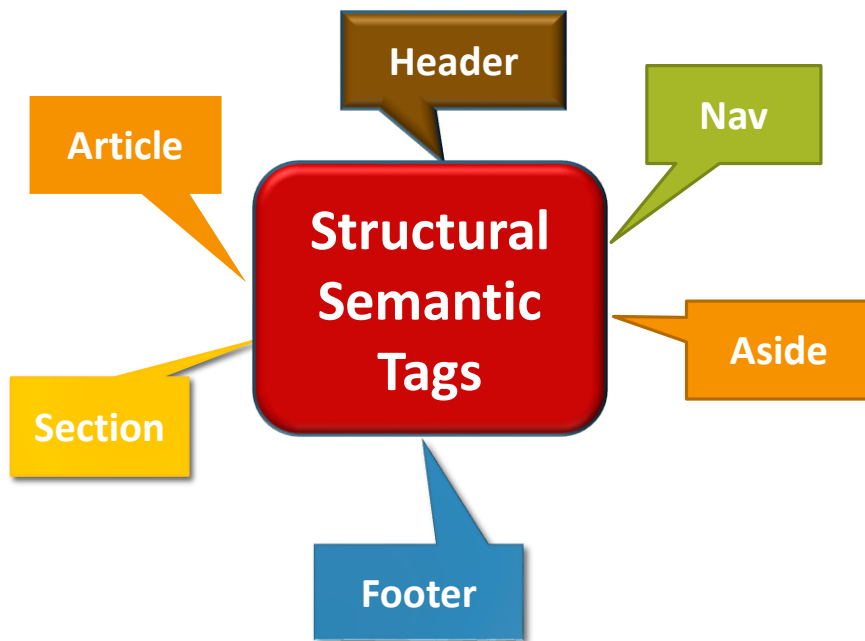 Header
Nav
Article
Structural
Semantic
Tags
Aside
Section
Footer